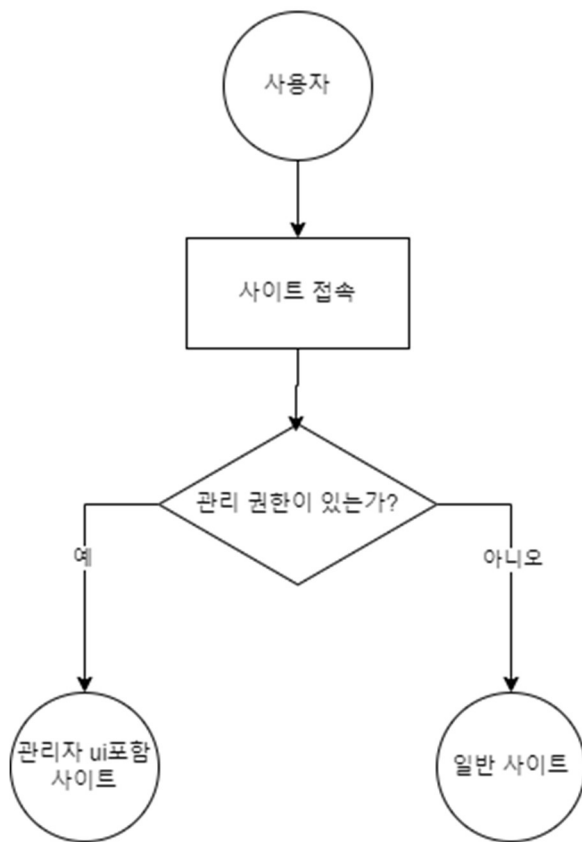 사용자
사이트 접속
관리 권한이 있는가?
예
아니오
관리자 ui포함
사이트
일반 사이트